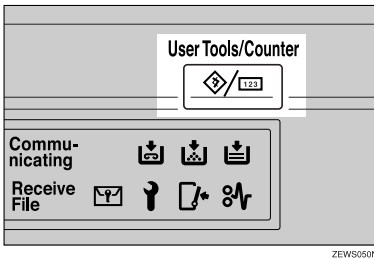 User Tools/Counter
123
Commu-
nicating
Receive
File
ZEWS050N